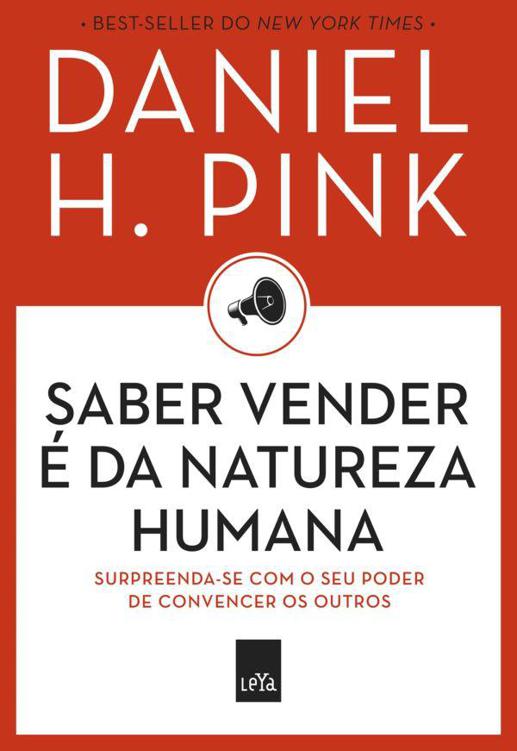 • BEST-SELLER DO NEW YORK TIMES •
DANIEL
H. PINK
SABER VENDER
É DA NATUREZA
HUMANA
SURPREENDA-SE COM O SEU PODER
DE CONVENCER OS OUTROS
LeYa